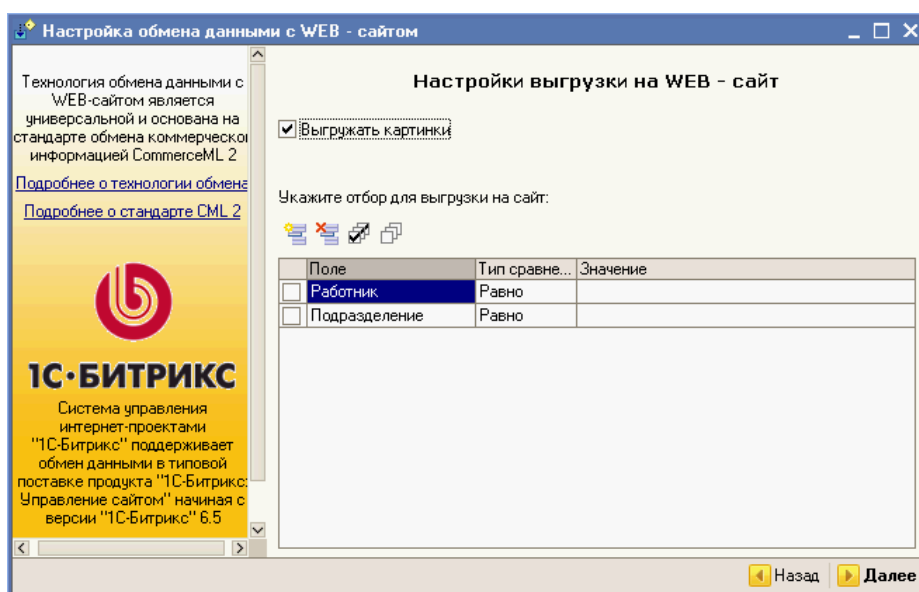 Настройка обмена данными с WEB - сайтом
Технология обмена данными с
WEB-сайтом является
универсальной и основана на
стандарте обмена коммерческо
информацией CommerceML 2
Подробнее о технологии обмена
Подробнее о стандарте CML 2
1С·БИТРИКС
Система управления
интернет-проектами
"1С-Битрикс" поддерживает
обмен данными в типовой
поставке продукта "1С-Битрикс:
Управление сайтом" начиная с
версии "1С-Битрикс" 6.5
Настройки выгрузки на WEB - сайт
Выгружать картинки
Укажите отбор для выгрузки на сайт:
Поле Тип сравне... Значение
Работник Равно
Подразделение Равно
Назад Далее